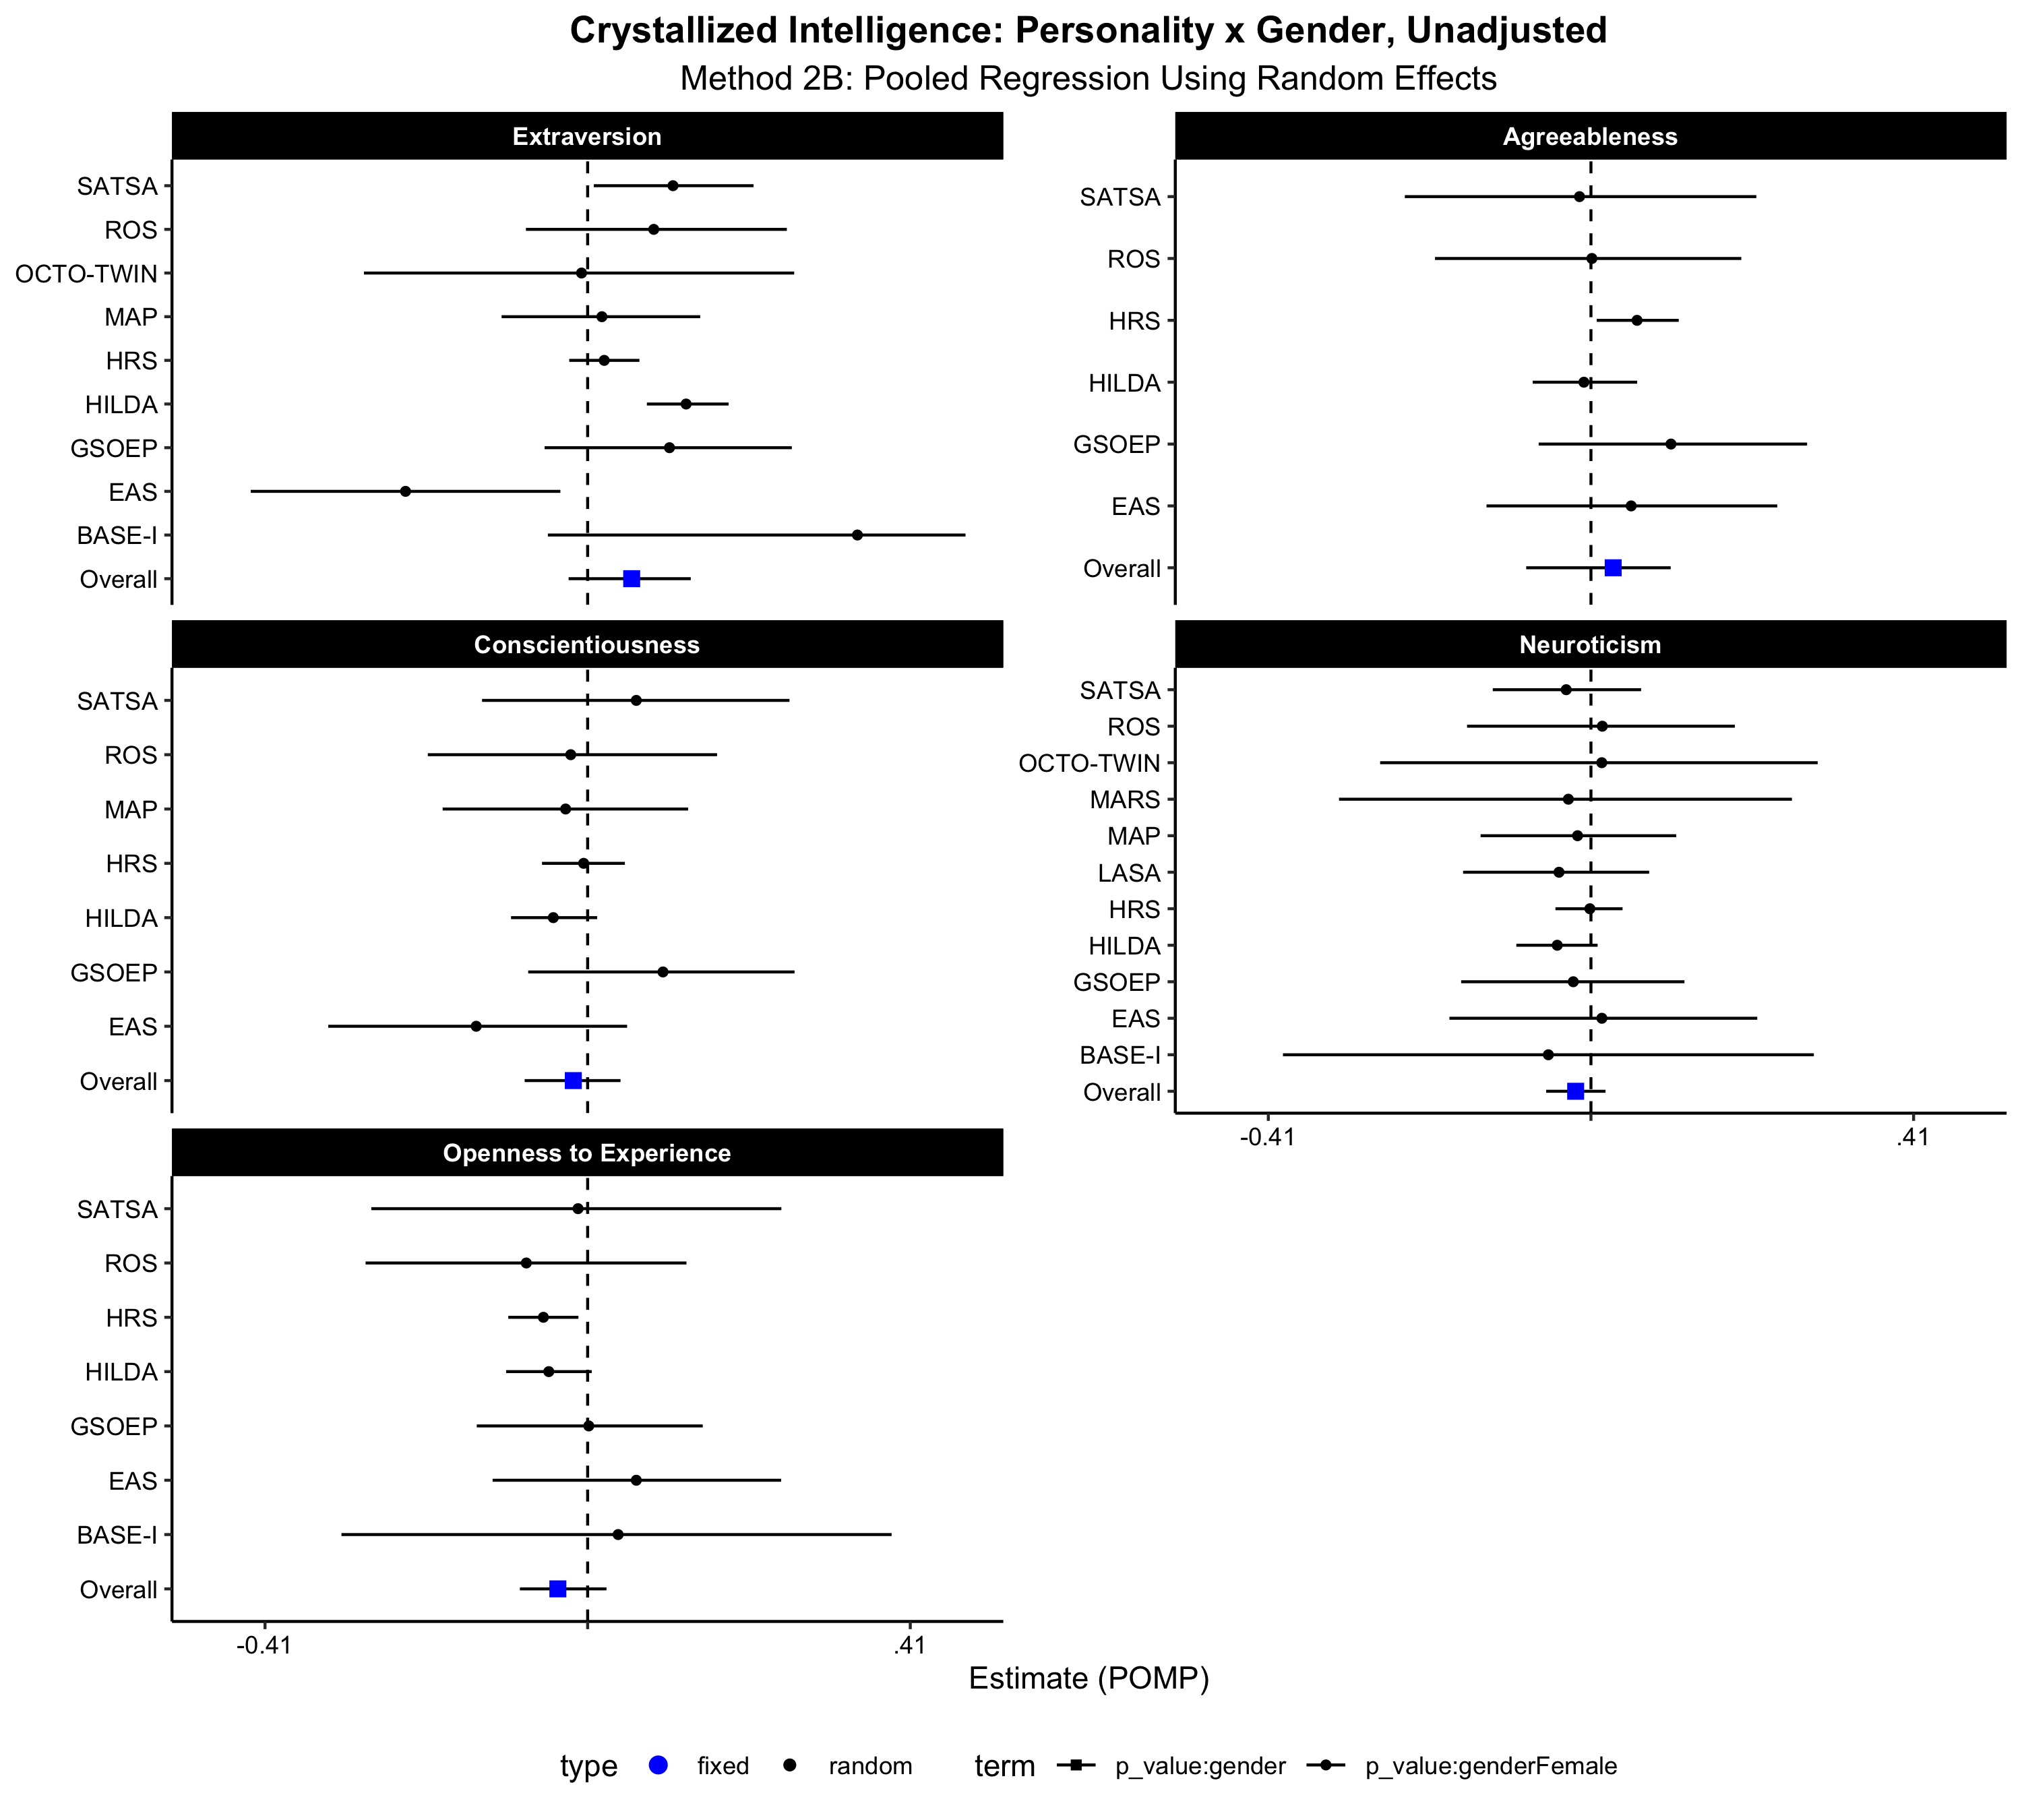 Crystallized Intelligence: Personality x Gender, Unadjusted
Method 2B: Pooled Regression Using Random Effects
Extraversion
SATSA
ROS
OCTO-TWIN
MAP
HRS
HILDA
GSOEP
EAS
BASE-I
Overall
Agreeableness
SATSA
ROS
HRS
HILDA
GSOEP
EAS
Overall
Conscientiousness
SATSA
ROS
MAP
HRS
HILDA
GSOEP
EAS
Overall
Neuroticism
SATSA
ROS
OCTO-TWIN
MARS
MAP
LASA
HRS
HILDA
GSOEP
EAS
BASE-I
Overall
-0.41 .41
Openness to Experience
SATSA
ROS
HRS
HILDA
GSOEP
EAS
BASE-I
Overall
-0.41 .41
Estimate (POMP)
type fixed random term p_value:gender p_value:genderFemale